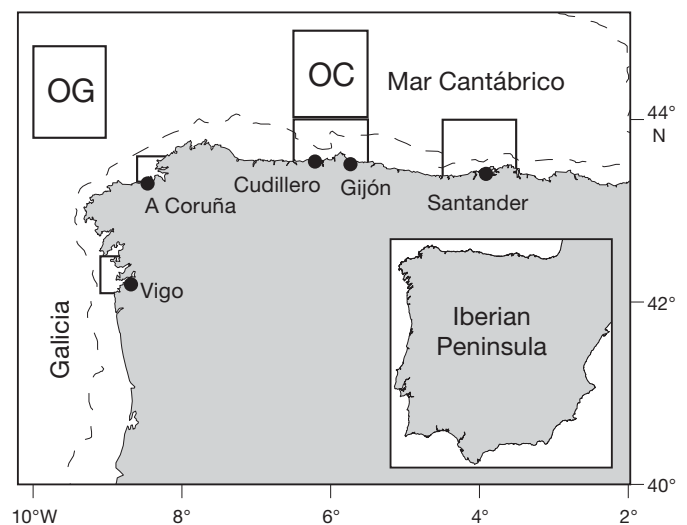 OG
OC
Mar Cantábrico
44°
N
Cudillero
Gijón
A Coruña
Santander
Vigo
Galicia
Iberian
Peninsula
42°
40°
10°W
8°
6°
4°
2°